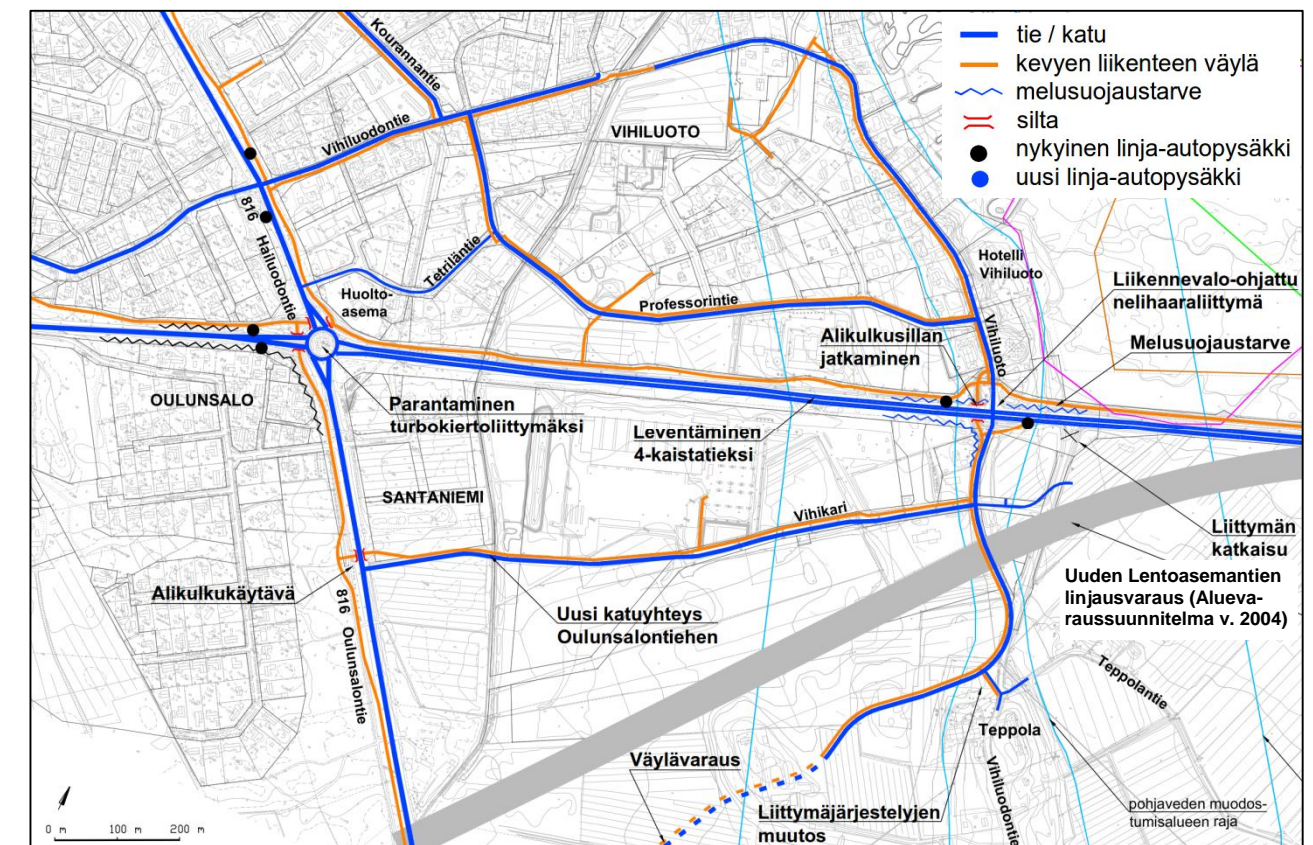 tie / katu
kevyen liikenteen väylä
melusuojaustarve
silta
nykyinen linja-autopysäkki
uusi linja-autopysäkki
Kourannantie
Vihiluodontie
VIHILUOTO
816
Hailuodontie
Tetriläntie
Huolto-
asema
Professorintie
Hotelli
Vihiluoto
Vihiluoto
Liikennevalo-ohjattu
nelihaaraliittymä
Alikulkusillan
jatkaminen
Melusuojaustarve
OULUNSALO
Parantaminen
turbokiertoliittymäksi
Leventäminen
4-kaistatieksi
SANTANIEMI
Vihikari
Liittymän
katkaisu
Alikulkukäytävä
816
Oulunsalontie
Uusi katuyhteys
Oulunsalontiehen
Uuden Lentoasemantien
linjausvaraus (Alueva-
raussuunnitelma v. 2004)
Teppolantie
Teppola
Väylävaraus
Vihiluodontie
Liittymäjärjestelyjen
muutos
pohjaveden muodos-
tumisalueen raja
0 m 100 m 200 m